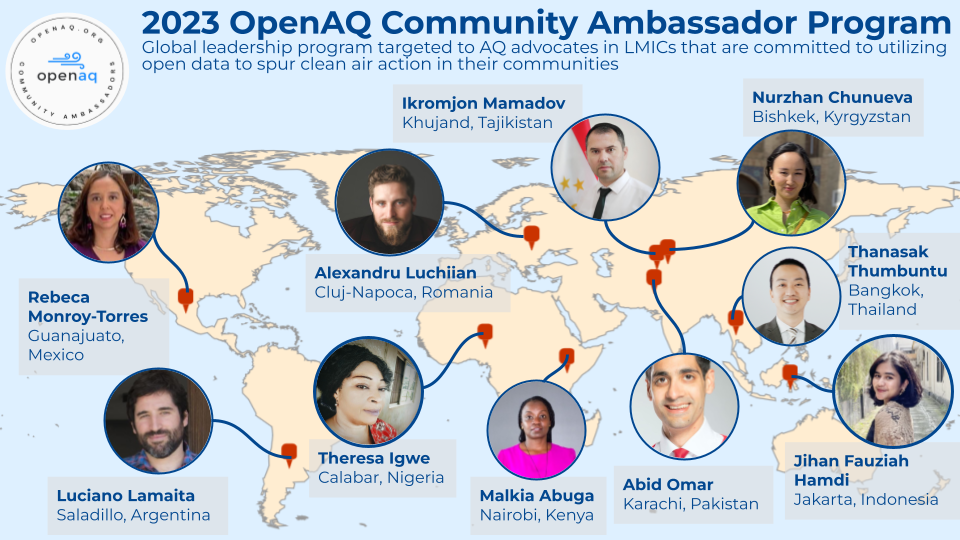 2023 OpenAQ Community Ambassador Program
Global leadership program targeted to AQ advocates in LMICs that are committed to utilizing
open data to spur clean air action in their communities
OPENAQ.ORG
openaq
COMMUNITY AMBASSADORS
Ikromjon Mamadov
Khujand, Tajikistan
Nurzhan Chunueva
Bishkek, Kyrgyzstan
Alexandru Luchiian
Cluj-Napoca, Romania
Thanasak
Thumbuntu
Bangkok,
Thailand
Rebeca
Monroy-Torres
Guanajuato,
Mexico
Theresa Igwe
Calabar, Nigeria
Luciano Lamaita
Saladillo, Argentina
Malkia Abuga
Nairobi, Kenya
Abid Omar
Karachi, Pakistan
Jihan Fauziah
Hamdi
Jakarta, Indonesia